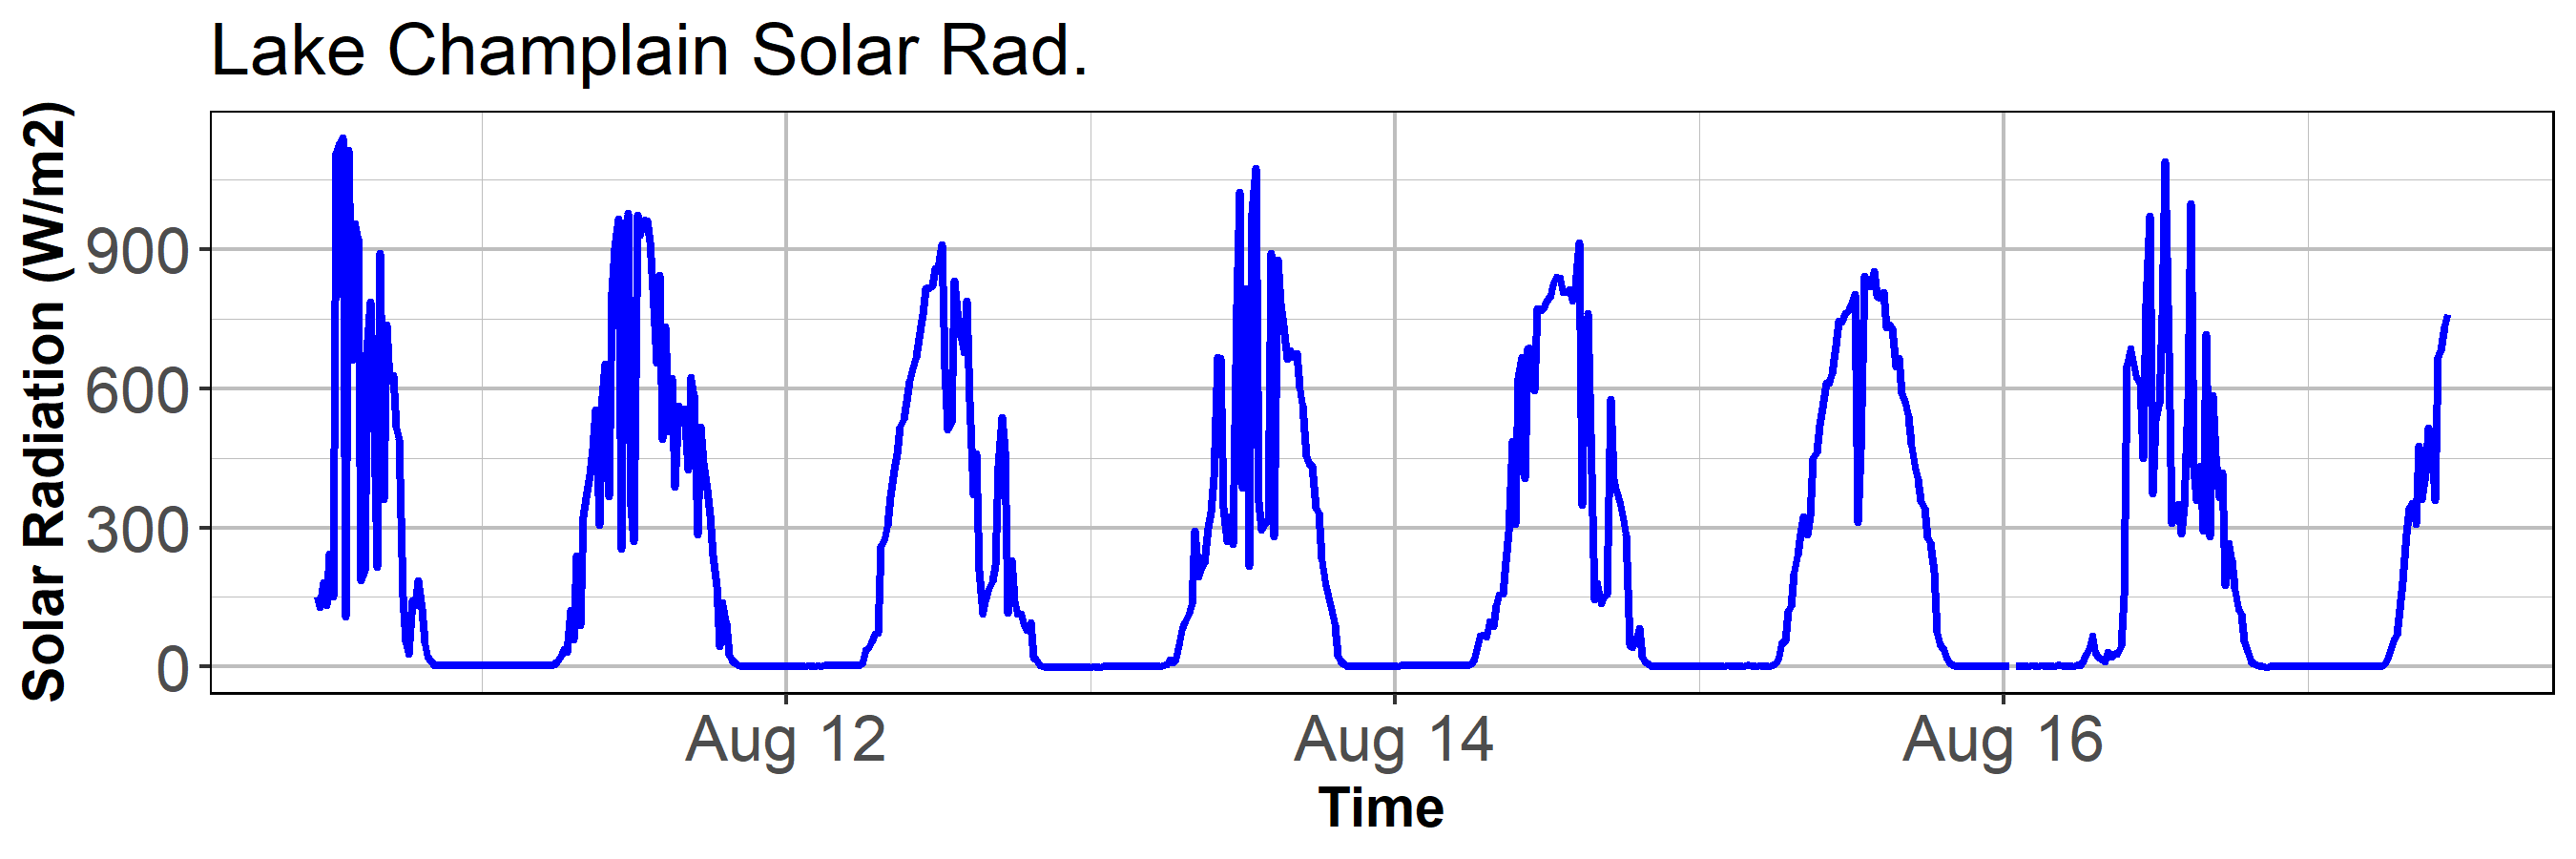 Lake Champlain Solar Rad.
Solar Radiation (W/m2)
900
600
300
0
Aug 12 Aug 14 Aug 16
Time